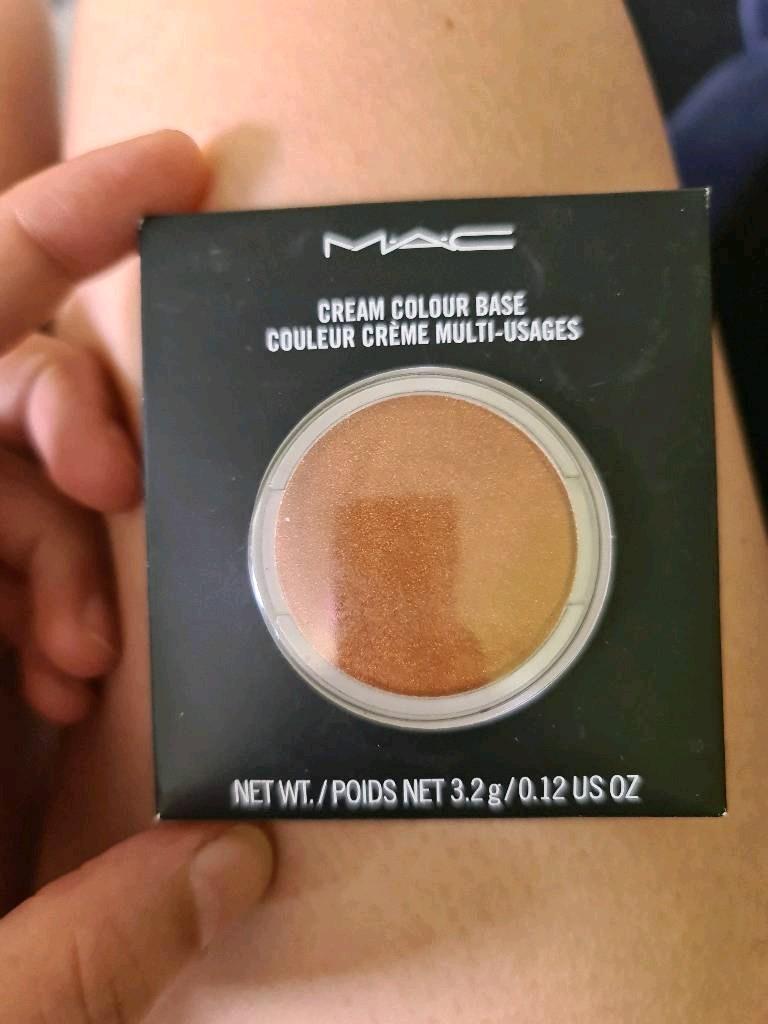 MAC
CREAM COLOUR BASE
COULEUR CRÈME MULTI-USAGES
NET WT./POIDS NET 3.2 g/0.12 US OZ